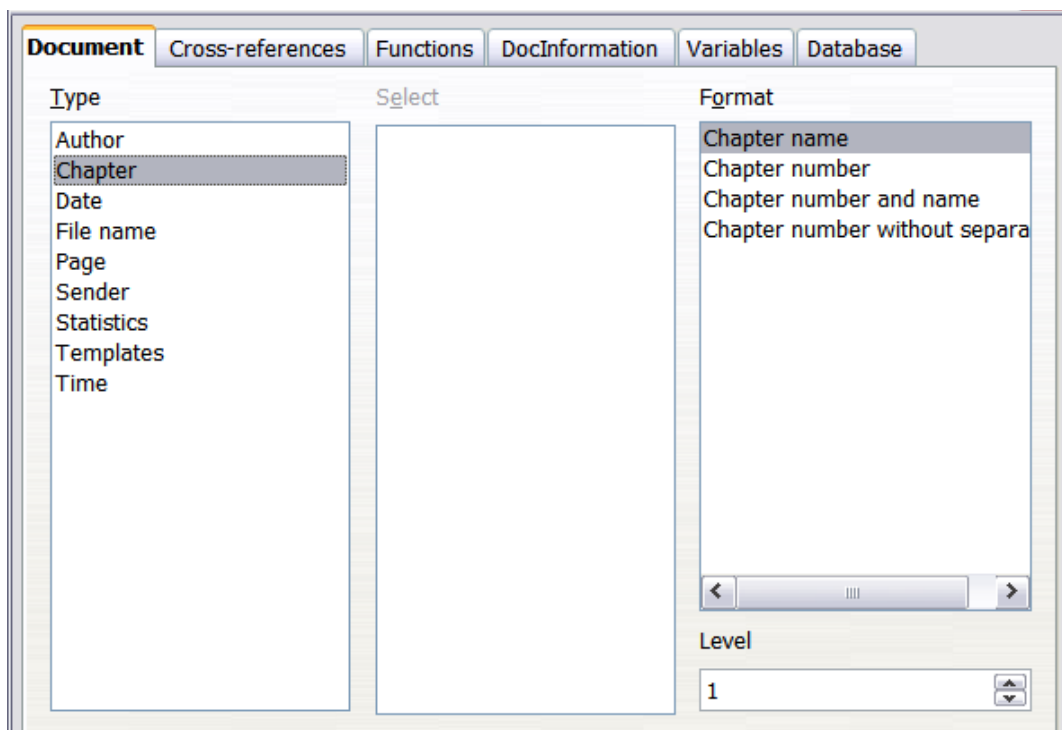 Document Cross-references Functions DocInformation Variables Database
Type
Author
Chapter
Date
File name
Page
Sender
Statistics
Templates
Time
Select
Format
Chapter name
Chapter number
Chapter number and name
Chapter number without separa
Level
1